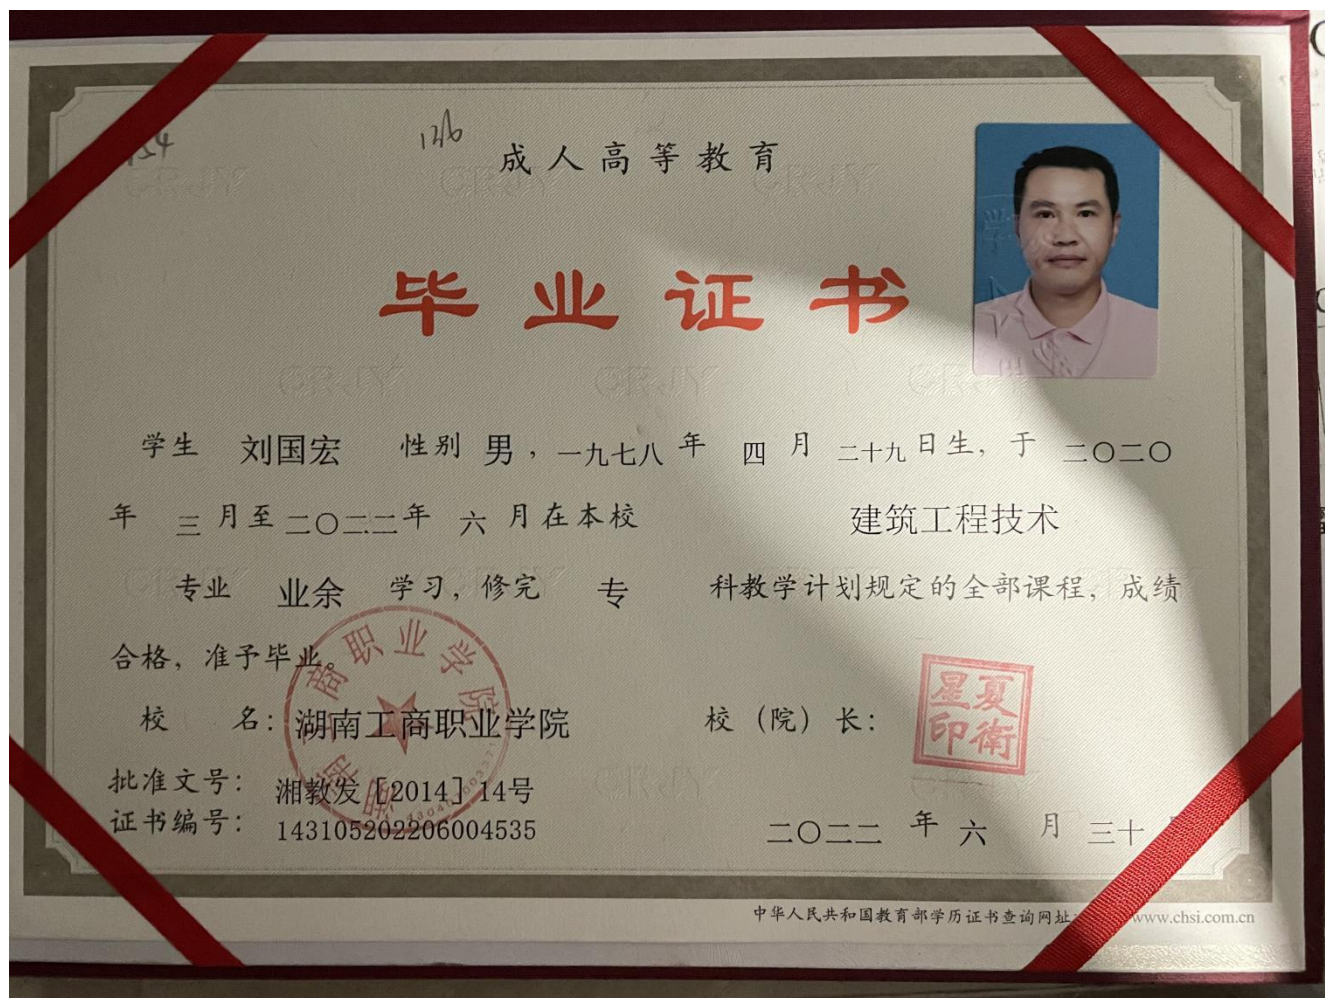 成人高等教育
毕业证书
学生 刘国宏 性别 男，一九七八 年 四 月 二十九 日生，于 二〇二〇
年 三 月至 二〇二二 年 六 月在本校 建筑工程技术
专业 业余 学习，修完 专 科教学计划规定的全部课程，成绩
合格，准予毕业。
校 名：湖南工商职业学院
校（院）长：
夏衛星印
批准文号：湘教发［2014］14号
证书编号：143105202206004535
二〇二二 年 六 月 三十
中华人民共和国教育部学历证书查询网址 www.chsi.com.cn